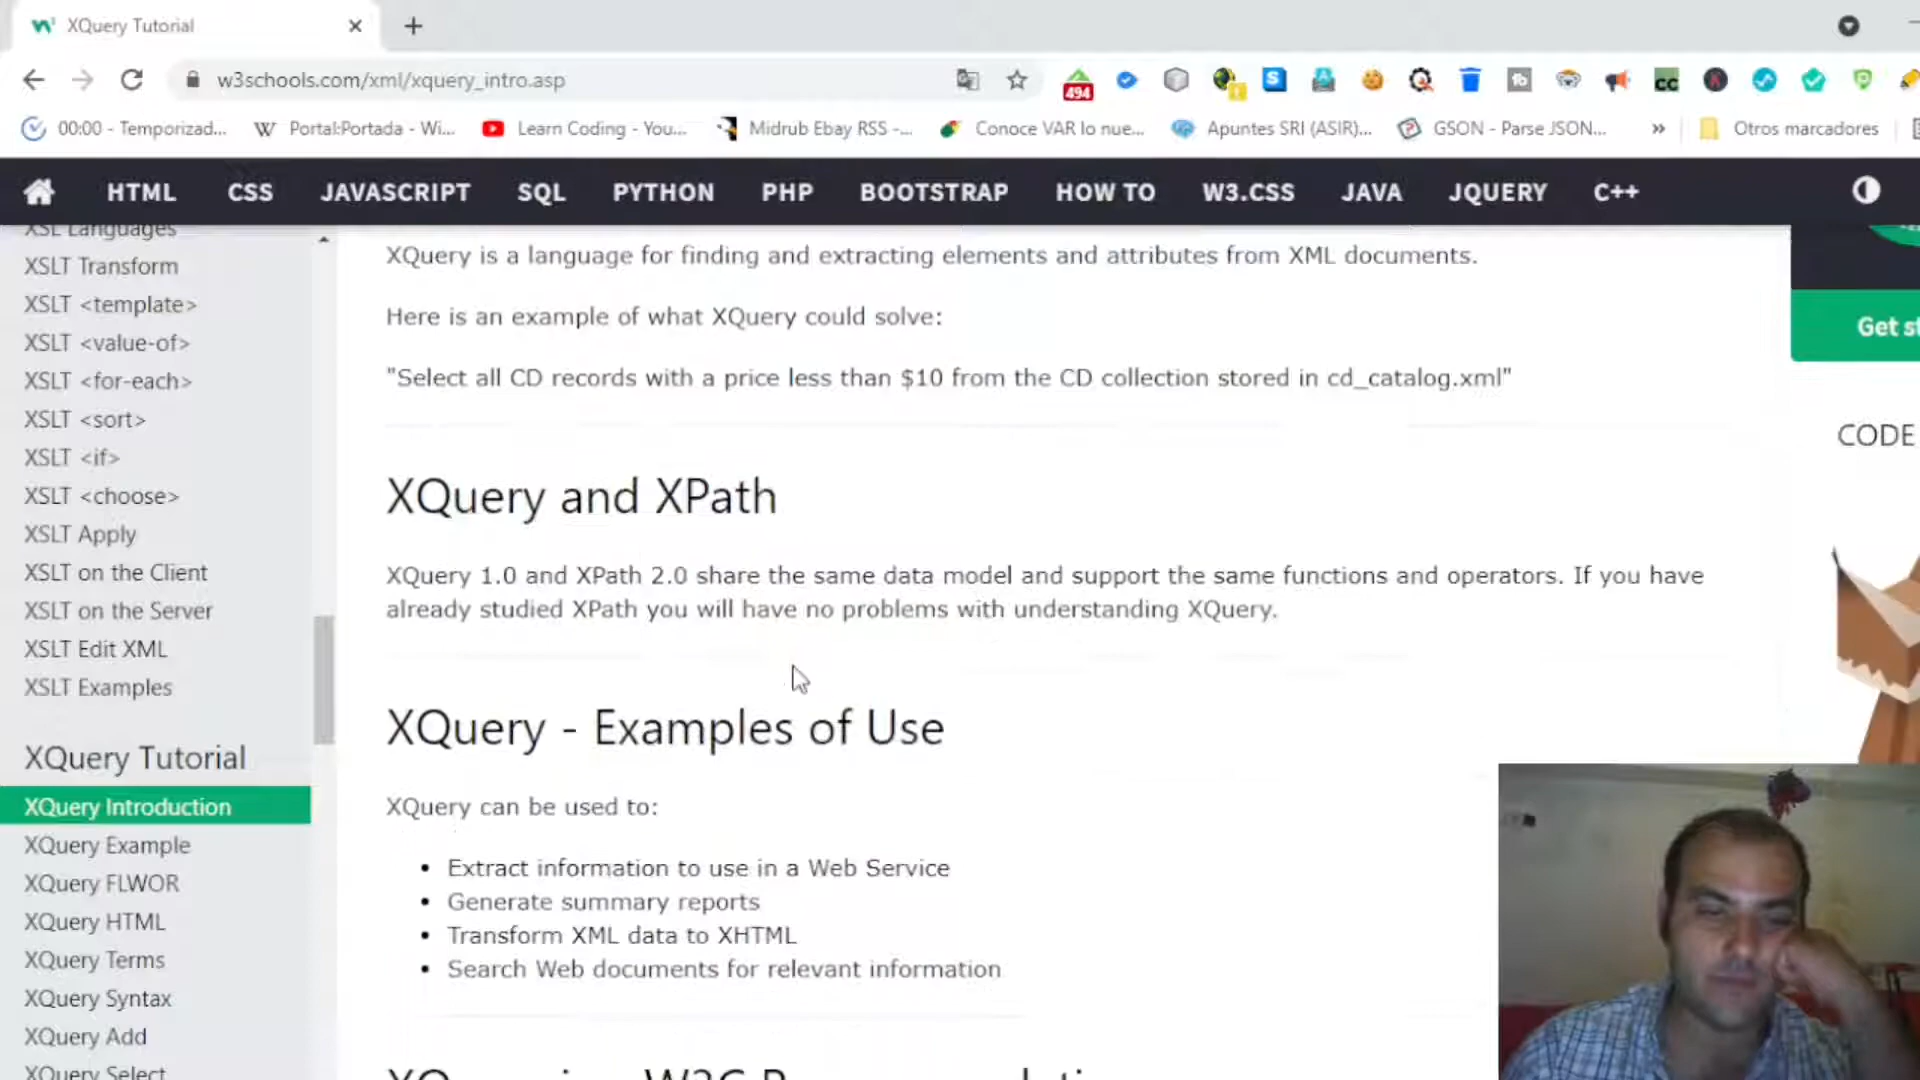 XQuery Tutorial
w3schools.com/xml/xquery_intro.asp
494
00:00 - Temporizad...
Portal:Portada - Wi...
Learn Coding - You...
Midrub Ebay RSS -...
Conoce VAR lo nue...
Apuntes SRI (ASIR)...
GSON - Parse JSON...
»
Otros marcadores
HTML
CSS
JAVASCRIPT
SQL
PYTHON
PHP
BOOTSTRAP
HOW TO
W3.CSS
JAVA
JQUERY
C++
XSL Languages
XSLT Transform
XSLT <template>
XSLT <value-of>
XSLT <for-each>
XSLT <sort>
XSLT <if>
XSLT <choose>
XSLT Apply
XSLT on the Client
XSLT on the Server
XSLT Edit XML
XSLT Examples
XQuery Tutorial
XQuery Introduction
XQuery Example
XQuery FLWOR
XQuery HTML
XQuery Terms
XQuery Syntax
XQuery Add
XQuery Select
XQuery is a language for finding and extracting elements and attributes from XML documents.
Here is an example of what XQuery could solve:
"Select all CD records with a price less than $10 from the CD collection stored in cd_catalog.xml"
XQuery and XPath
XQuery 1.0 and XPath 2.0 share the same data model and support the same functions and operators. If you have
already studied XPath you will have no problems with understanding XQuery.
XQuery - Examples of Use
XQuery can be used to:
• Extract information to use in a Web Service
• Generate summary reports
• Transform XML data to XHTML
• Search Web documents for relevant information
Get st
CODE